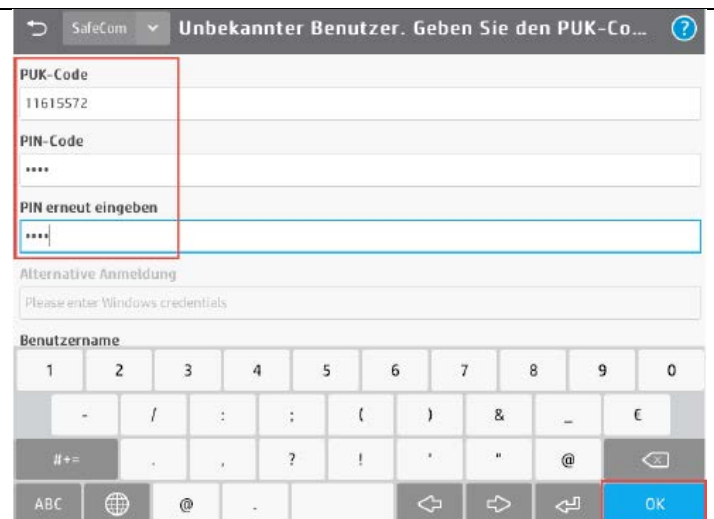 SafeCom Unbekannter Benutzer. Geben Sie den PUK-Co... ?
PUK-Code
11615572
PIN-Code
••••
PIN erneut eingeben
••••
Alternative Anmeldung
Please enter Windows credentials
Benutzername
1 2 3 4 5 6 7 8 9 0
- / : ; ( ) & _ €
#+= . , ? ! ' " @
ABC @ . OK